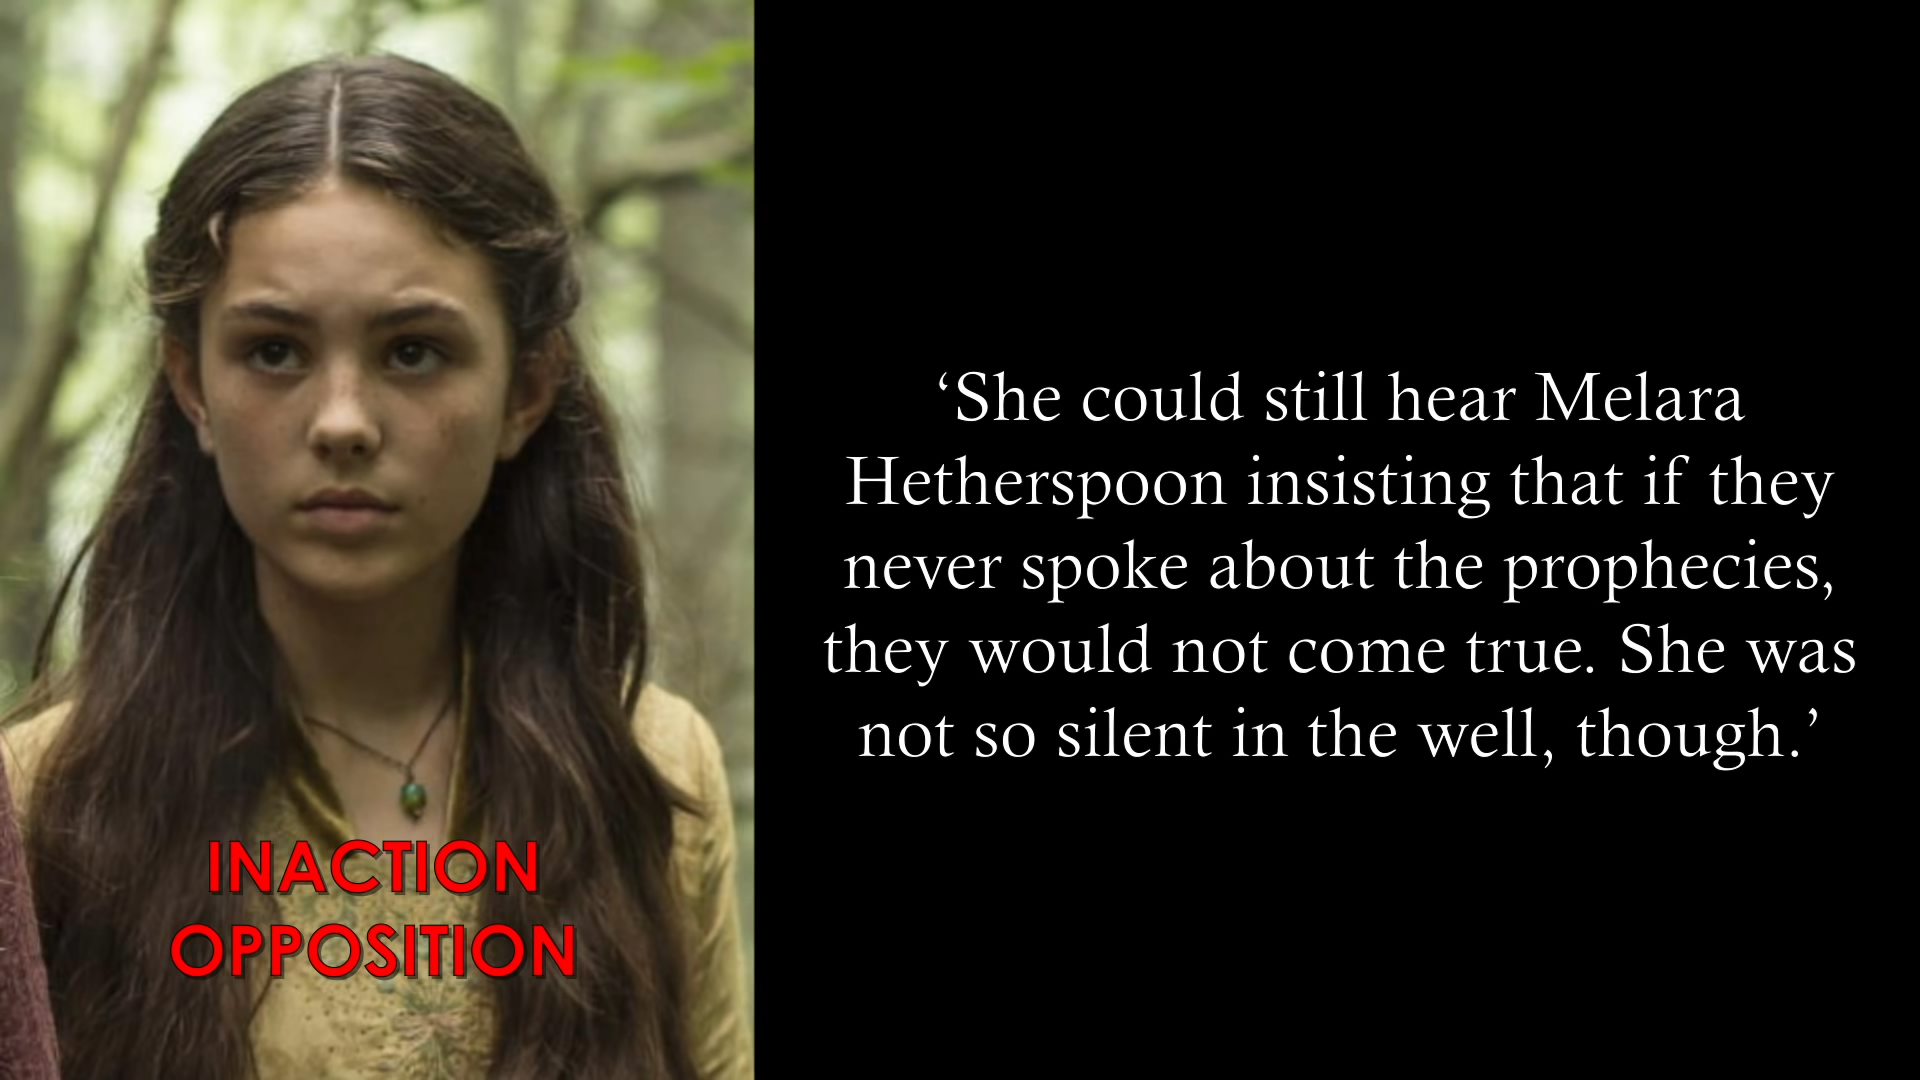 INACTION
OPPOSITION
‘She could still hear Melara
Hetherspoon insisting that if they
never spoke about the prophecies,
they would not come true. She was
not so silent in the well, though.’